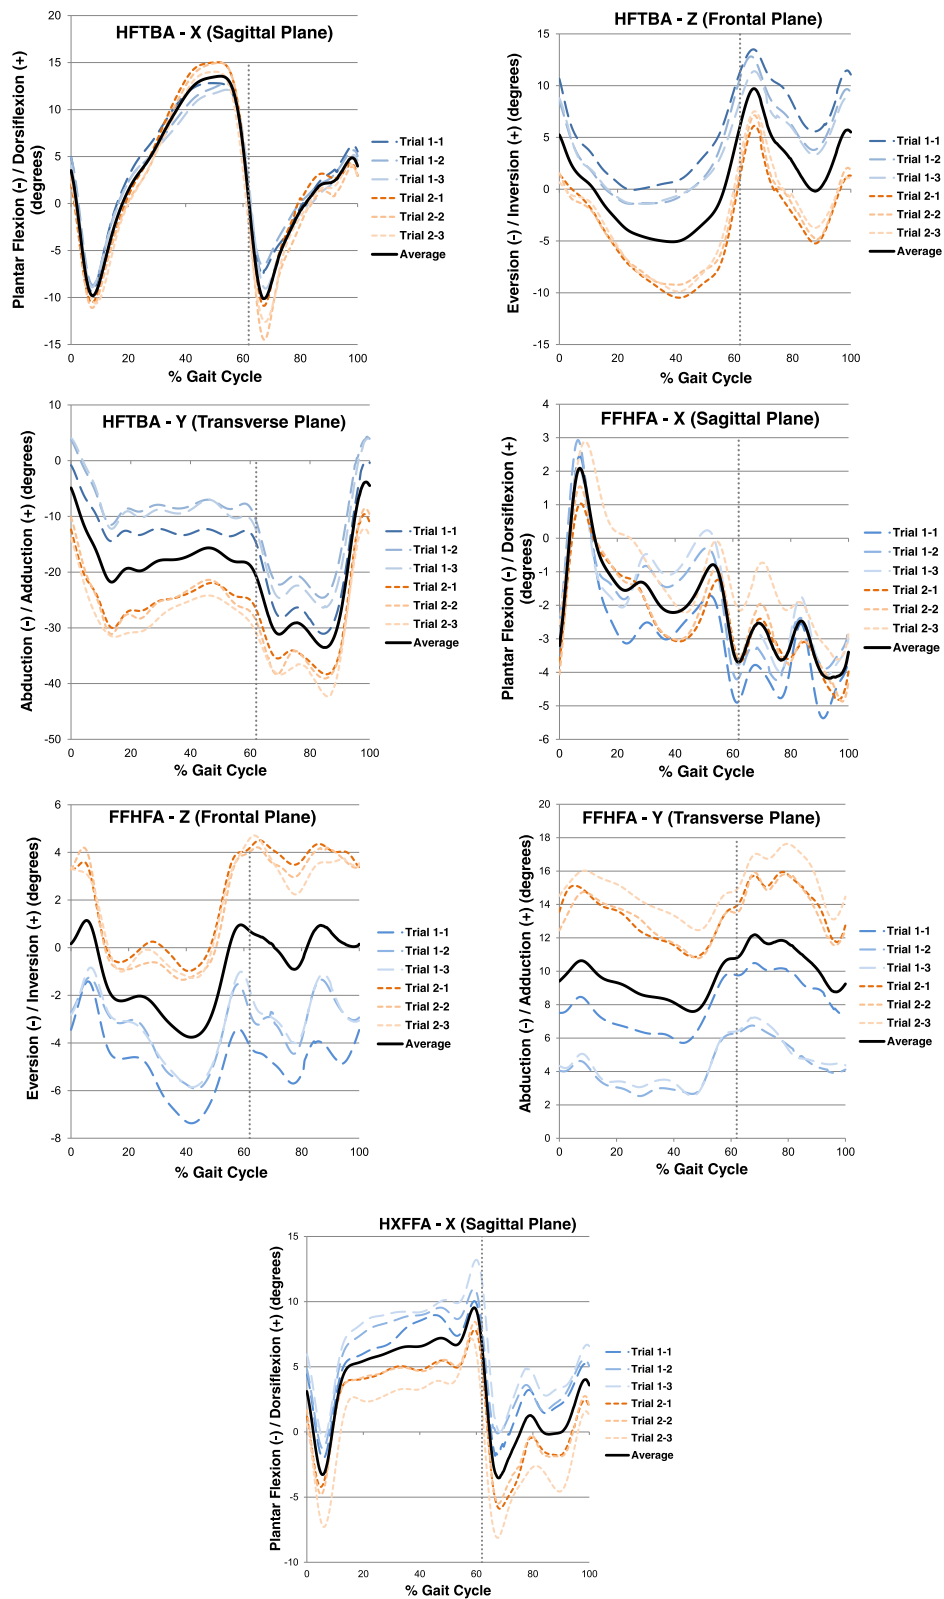 HFTBA - X (Sagittal Plane)
Plantar Flexion (-) / Dorsiflexion (+)
(degrees)
20
15
10
5
0
-5
-10
-15
0 20 40 60 80 100
% Gait Cycle
Trial 1-1
Trial 1-2
Trial 1-3
Trial 2-1
Trial 2-2
Trial 2-3
Average
HFTBA - Z (Frontal Plane)
Eversion (-) / Inversion (+) (degrees)
15
10
5
0
-5
-10
-15
0 20 40 60 80 100
% Gait Cycle
Trial 1-1
Trial 1-2
Trial 1-3
Trial 2-1
Trial 2-2
Trial 2-3
Average
HFTBA - Y (Transverse Plane)
Abduction (-) / Adduction (+) (degrees)
10
0
-10
-20
-30
-40
-50
0 20 40 60 80 100
% Gait Cycle
Trial 1-1
Trial 1-2
Trial 1-3
Trial 2-1
Trial 2-2
Trial 2-3
Average
FFHFA - X (Sagittal Plane)
Plantar Flexion (-) / Dorsiflexion (+)
(degrees)
4
3
2
1
0
-1
-2
-3
-4
-5
-6
0 20 40 60 80 100
% Gait Cycle
Trial 1-1
Trial 1-2
Trial 1-3
Trial 2-1
Trial 2-2
Trial 2-3
Average
FFHFA - Z (Frontal Plane)
Eversion (-) / Inversion (+) (degrees)
6
4
2
0
-2
-4
-6
-8
0 20 40 60 80 100
% Gait Cycle
Trial 1-1
Trial 1-2
Trial 1-3
Trial 2-1
Trial 2-2
Trial 2-3
Average
FFHFA - Y (Transverse Plane)
Abduction (-) / Adduction (+) (degrees)
20
18
16
14
12
10
8
6
4
2
0
0 20 40 60 80 100
% Gait Cycle
Trial 1-1
Trial 1-2
Trial 1-3
Trial 2-1
Trial 2-2
Trial 2-3
Average
HXFFA - X (Sagittal Plane)
Plantar Flexion (-) / Dorsiflexion (+) (degrees)
15
10
5
0
-5
-10
0 20 40 60 80 100
% Gait Cycle
Trial 1-1
Trial 1-2
Trial 1-3
Trial 2-1
Trial 2-2
Trial 2-3
Average